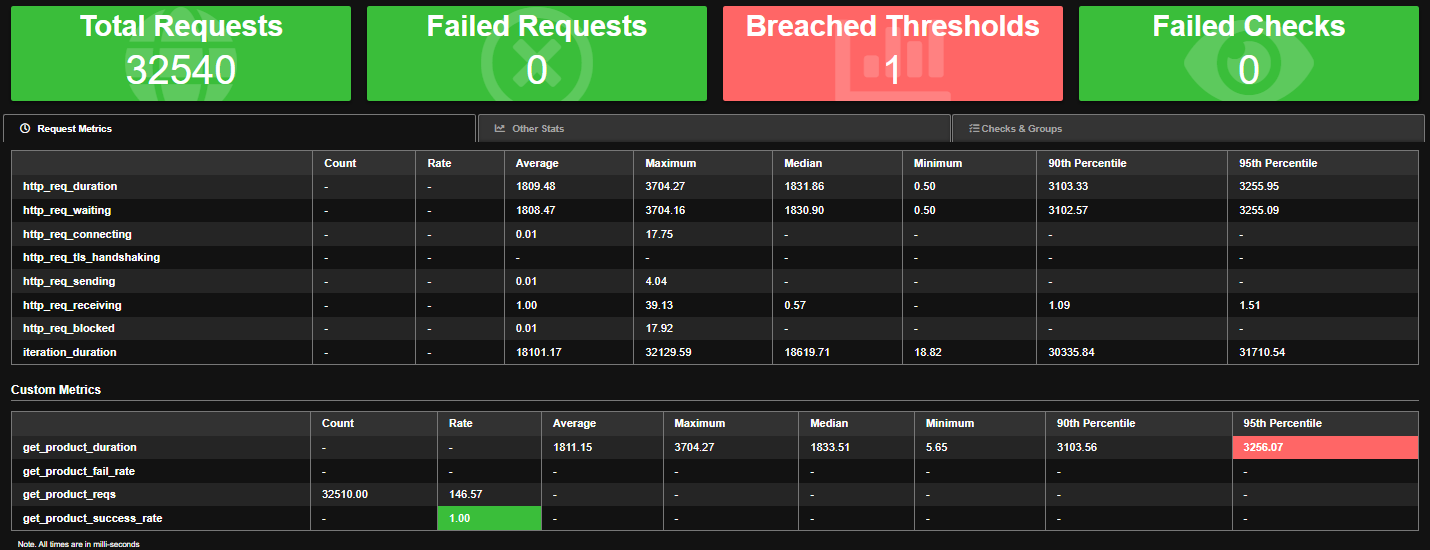 Total Requests Failed Requests Breached Thresholds Failed Checks
32540 0 1 0
Request Metrics Other Stats Checks & Groups
Count Rate Average Maximum Median Minimum 90th Percentile 95th Percentile
http_req_duration - - 1809.48 3704.27 1831.86 0.50 3103.33 3255.95
http_req_waiting - - 1808.47 3704.16 1830.90 0.50 3102.57 3255.09
http_req_connecting - - 0.01 17.75 - - - -
http_req_tls_handshaking - - - - - - - -
http_req_sending - - 0.01 4.04 - - - -
http_req_receiving - - 1.00 39.13 0.57 - 1.09 1.51
http_req_blocked - - 0.01 17.92 - - - -
iteration_duration - - 18101.17 32129.59 18619.71 18.82 30335.84 31710.54
Custom Metrics
Count Rate Average Maximum Median Minimum 90th Percentile 95th Percentile
get_product_duration - - 1811.15 3704.27 1833.51 5.65 3103.56 3256.07
get_product_fail_rate - - - - - - - -
get_product_reqs 32510.00 146.57 - - - - - -
get_product_success_rate - 1.00 - - - - - -
Note. All times are in milli-seconds